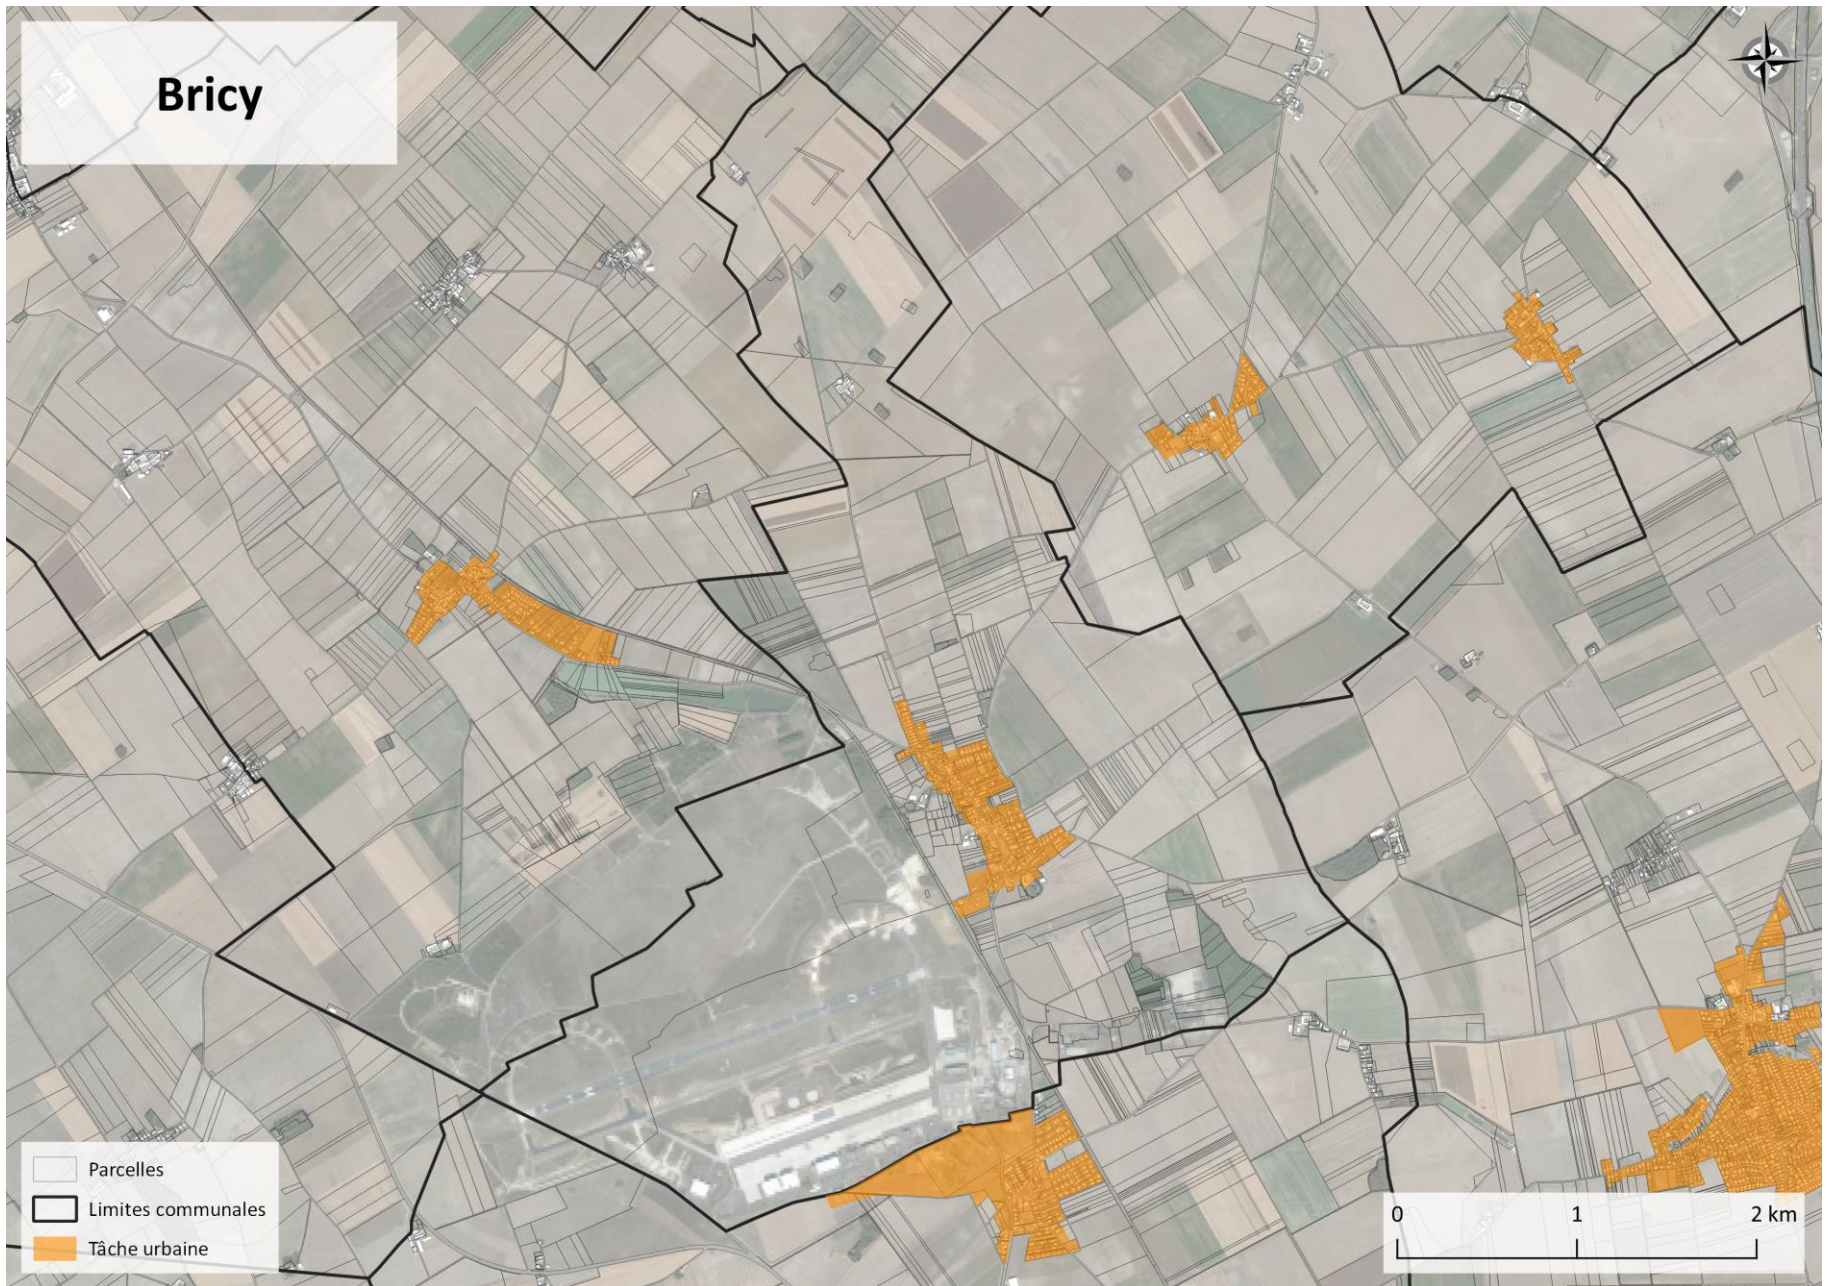 Bricy
Parcelles
Limites communales
Tâche urbaine
0 1 2 km